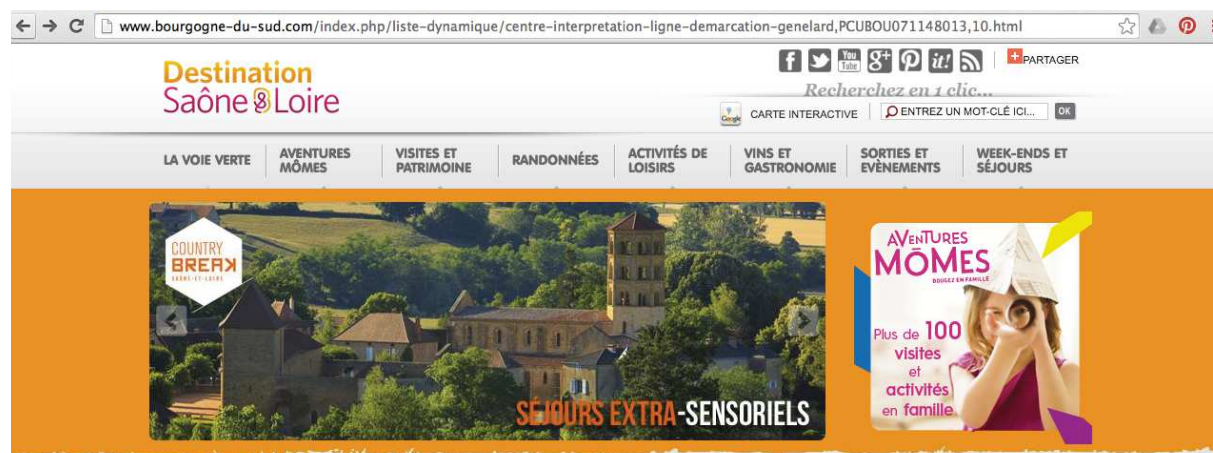 www.bourgogne-du-sud.com/index.php/liste-dynamique/centre-interpretation-ligne-demarcation-genelard,PCUBOU071148013,10.html
Destination
Saône & Loire
f You Tube g+ it! PARTAGER
Recherchez en 1 clic...
Google CARTE INTERACTIVE ENTREZ UN MOT-CLÉ ICI... OK
LA VOIE VERTE
AVENTURES
MÔMES
VISITES ET
PATRIMOINE
RANDONNÉES
ACTIVITÉS DE
LOISIRS
VINS ET
GASTRONOMIE
SORTIES ET
EVÈNEMENTS
WEEK-ENDS ET
SÉJOURS
COUNTRY
BREAK
SAÔNE-ET-LOIRE
SÉJOURS EXTRA-SENSORIELS
AVENTURES
MÔMES
BOUGEZ EN FAMILLE
Plus de 100
visites
et
activités
en famille